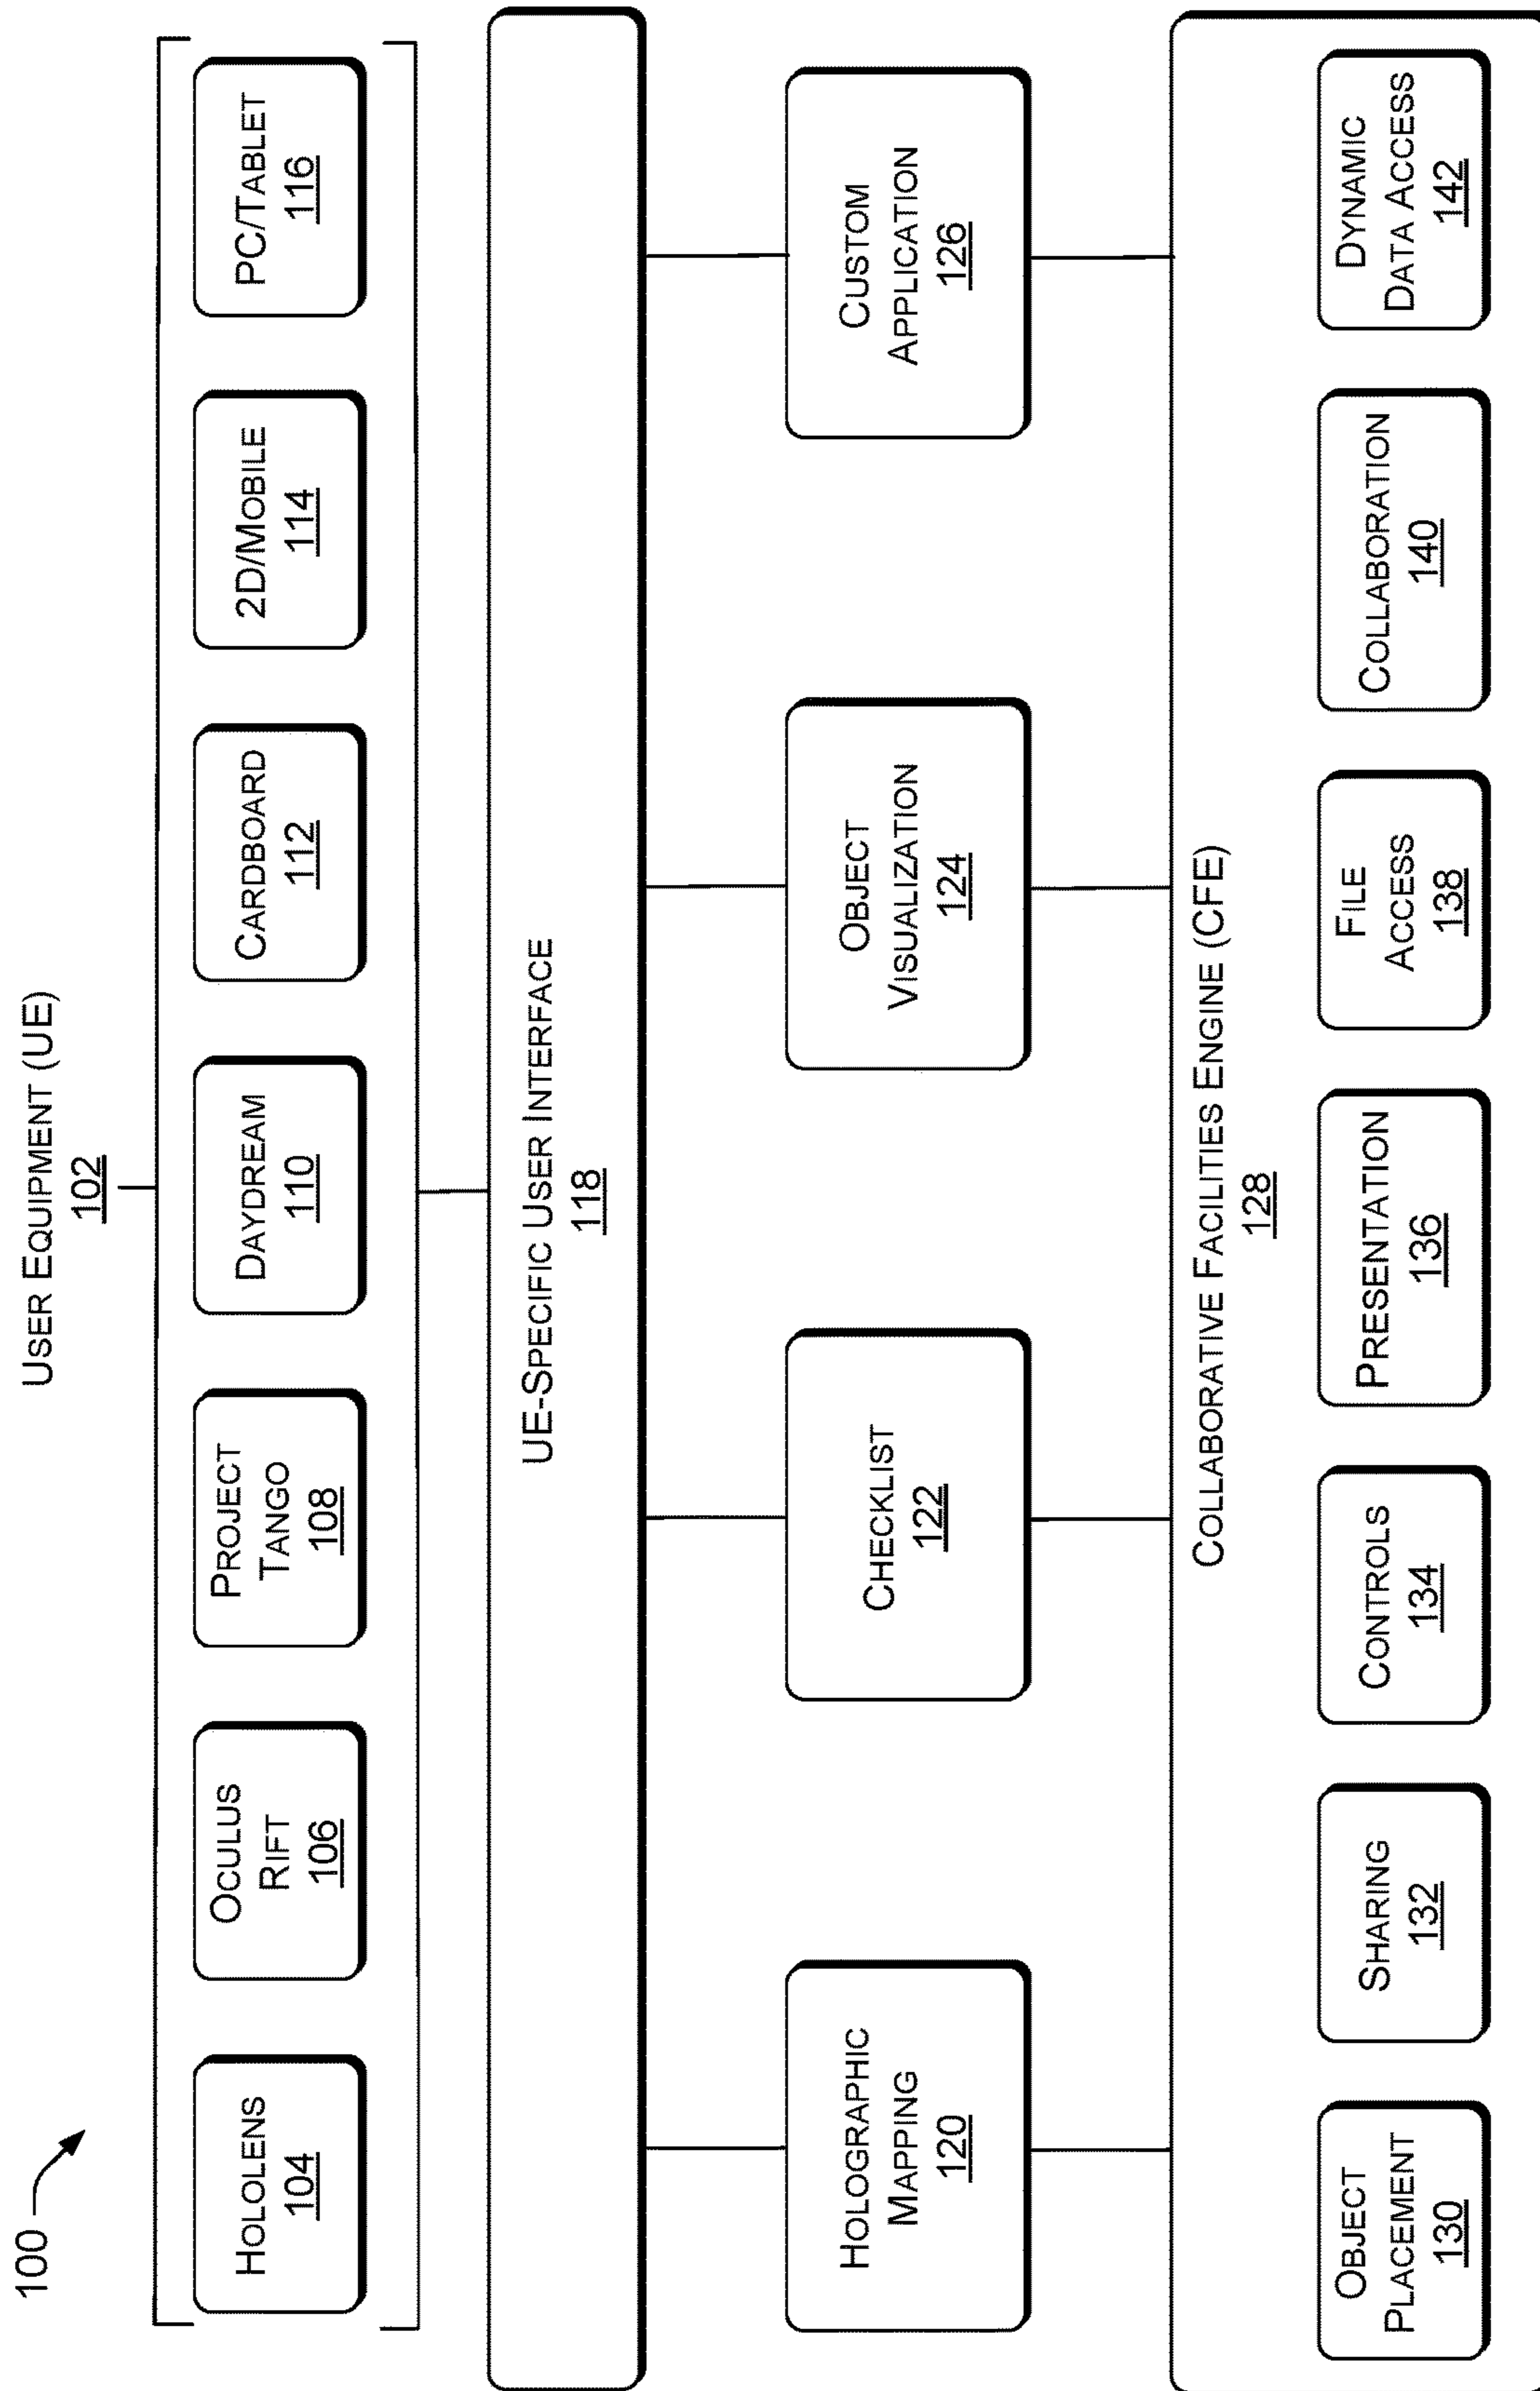 100
USER EQUIPMENT (UE)
102
HOLOLENS
104
OCULUS
RIFT
106
PROJECT
TANGO
108
DAYDREAM
110
CARDBOARD
112
2D/MOBILE
114
PC/TABLET
116
UE-SPECIFIC USER INTERFACE
118
HOLOGRAPHIC
MAPPING
120
CHECKLIST
122
OBJECT
VISUALIZATION
124
CUSTOM
APPLICATION
126
COLLABORATIVE FACILITIES ENGINE (CFE)
128
OBJECT
PLACEMENT
130
SHARING
132
CONTROLS
134
PRESENTATION
136
FILE
ACCESS
138
COLLABORATION
140
DYNAMIC
DATA ACCESS
142